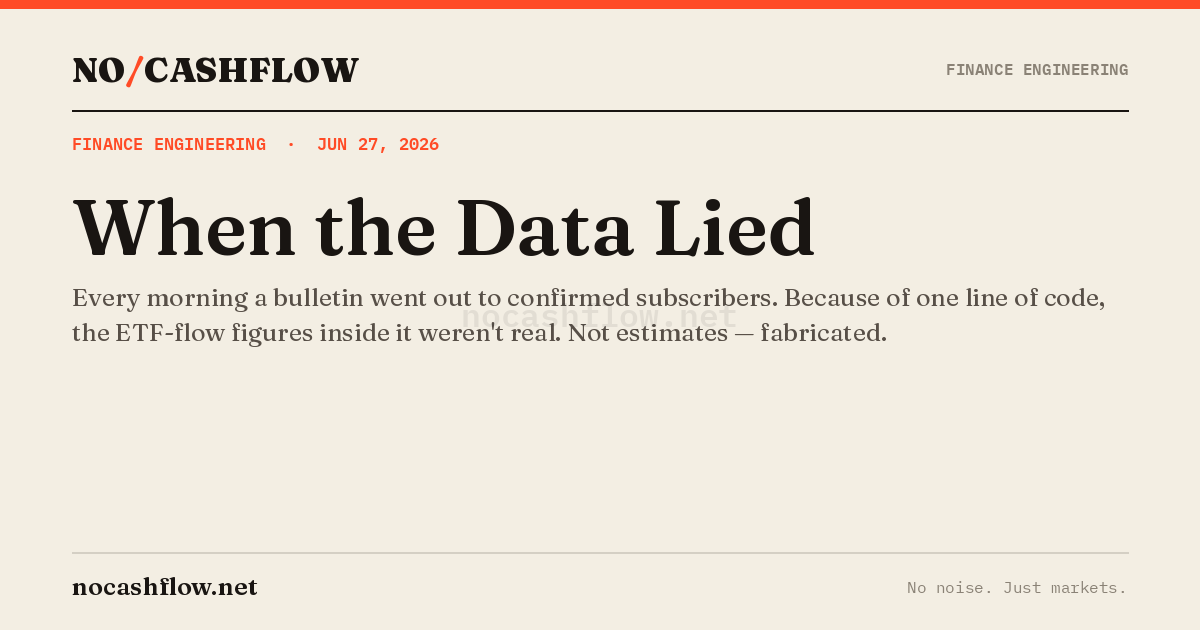 NO/CASHFLOW
FINANCE ENGINEERING
FINANCE ENGINEERING · JUN 27, 2026
When the Data Lied
Every morning a bulletin went out to confirmed subscribers. Because of one line of code,
the ETF-flow figures inside it weren't real. Not estimates — fabricated.
nocashflow.net
nocashflow.net
No noise. Just markets.